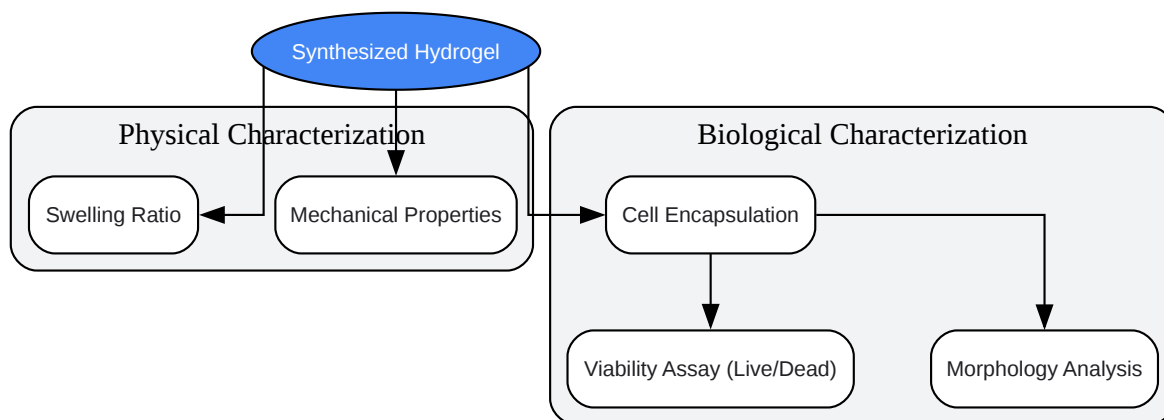 Synthesized Hydrogel
Physical Characterization
Biological Characterization
Swelling Ratio
Mechanical Properties
Cell Encapsulation
Viability Assay (Live/Dead)
Morphology Analysis